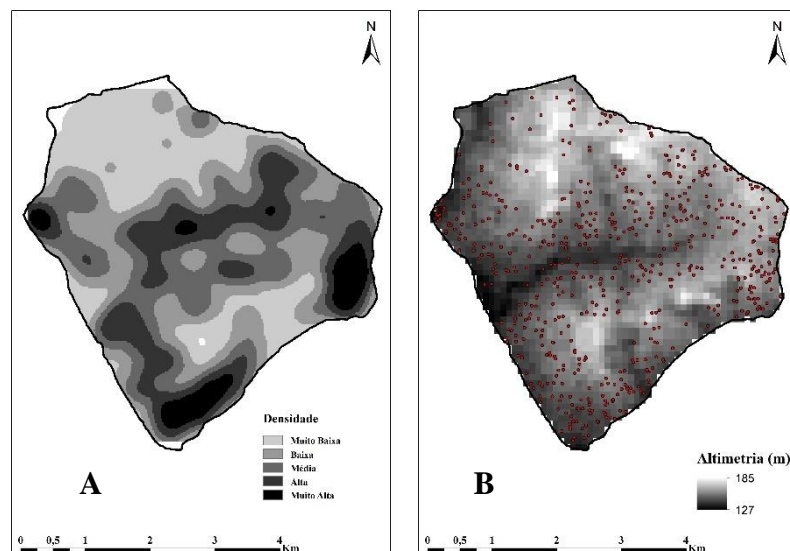 N
Densidade
Muito Baixa
Baixa
Média
Alta
Muito Alta
A
0 0,5 1 2 3 4
Km
N
Altimetria (m)
185
127
B
0 0,5 1 2 3 4
Km